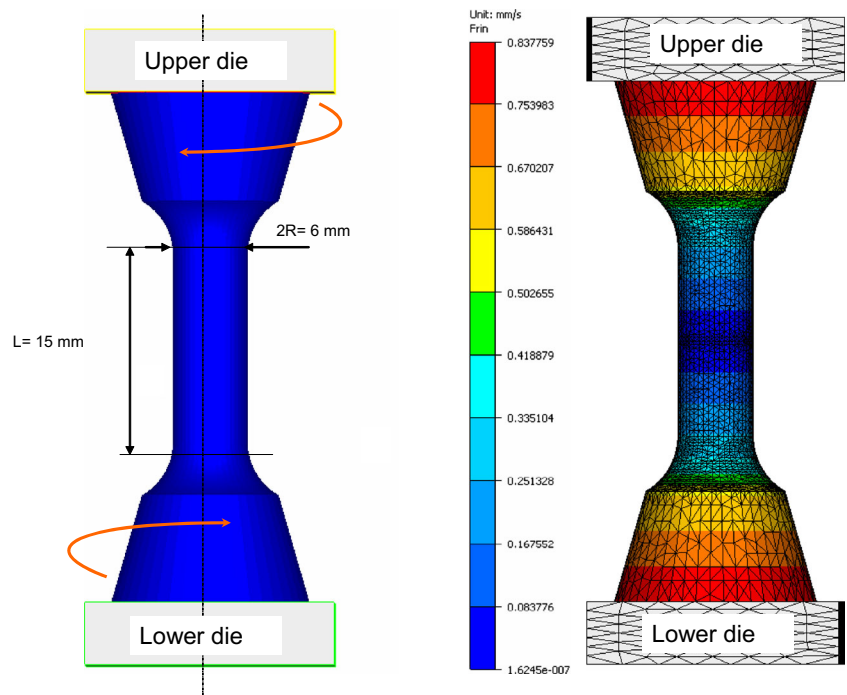 Upper die
2R= 6 mm
L= 15 mm
Lower die
Unit: mm/s
Frin
0.837759
0.753983
0.670207
0.586431
0.502655
0.418879
0.335104
0.251328
0.167552
0.083776
1.6245e-007
Upper die
Lower die